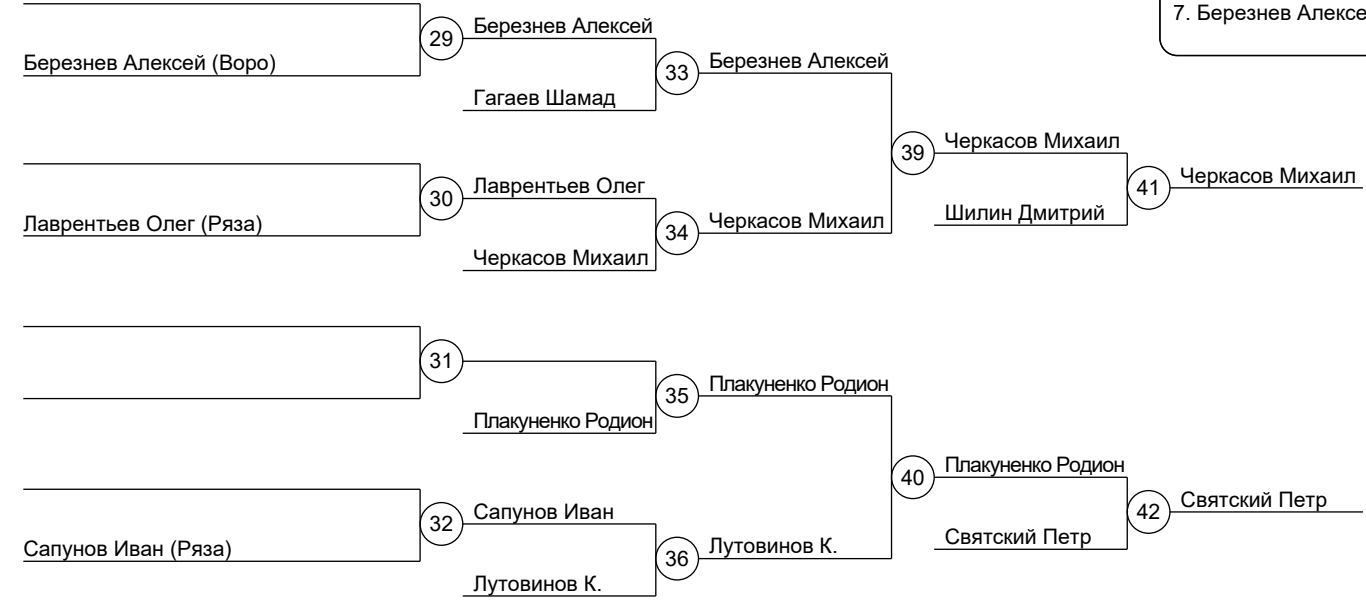 7. Березнев Алексе
Березнев Алексей
29
Березнев Алексей (Воро)
Березнев Алексей
33
Гагаев Шамад
Черкасов Михаил
39
Черкасов Михаил
41
Лаврентьев Олег
30
Шилин Дмитрий
Лаврентьев Олег (Ряза)
Черкасов Михаил
34
Черкасов Михаил
31
Плакуненко Родион
35
Плакуненко Родион
Плакуненко Родион
40
Святский Петр
42
Сапунов Иван
32
Святский Петр
Сапунов Иван (Ряза)
Лутовинов К.
36
Лутовинов К.